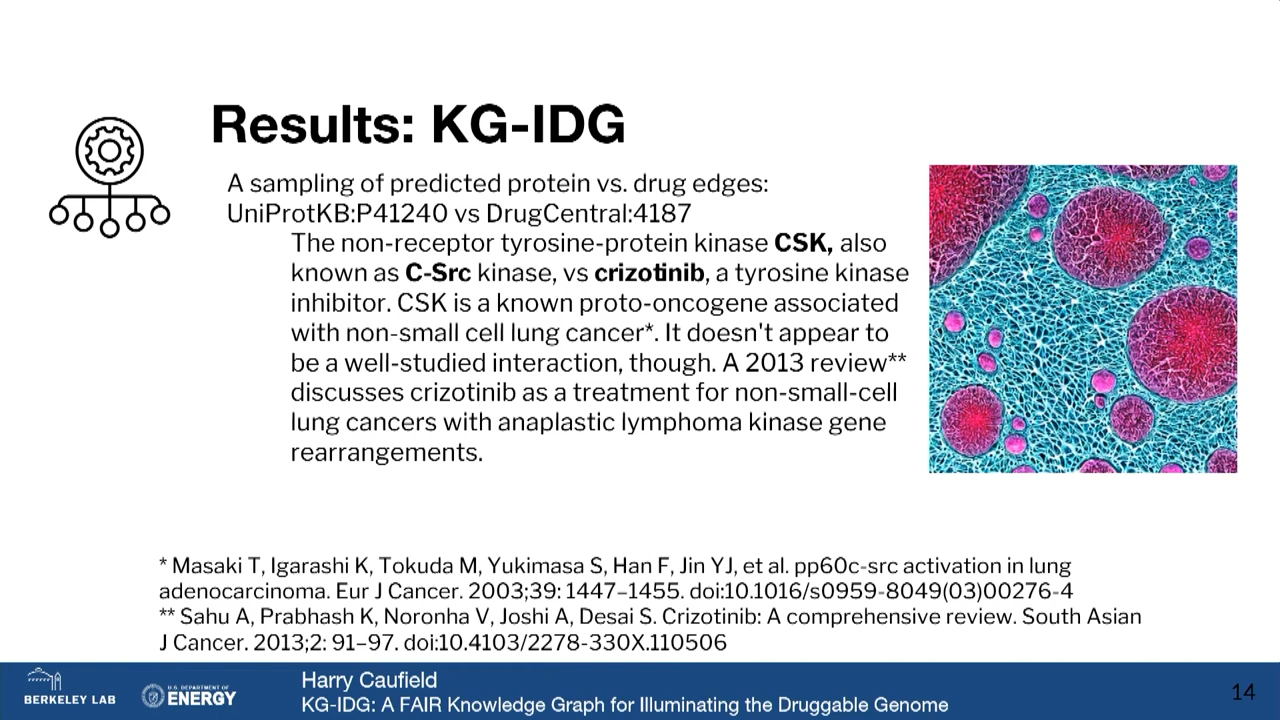 Results: KG-IDG
A sampling of predicted protein vs. drug edges:
UniProtKB:P41240 vs DrugCentral:4187
The non-receptor tyrosine-protein kinase CSK, also
known as C-Src kinase, vs crizotinib, a tyrosine kinase
inhibitor. CSK is a known proto-oncogene associated
with non-small cell lung cancer*. It doesn't appear to
be a well-studied interaction, though. A 2013 review**
discusses crizotinib as a treatment for non-small-cell
lung cancers with anaplastic lymphoma kinase gene
rearrangements.
* Masaki T, Igarashi K, Tokuda M, Yukimasa S, Han F, Jin YJ, et al. pp60c-src activation in lung
adenocarcinoma. Eur J Cancer. 2003;39: 1447–1455. doi:10.1016/s0959-8049(03)00276-4
** Sahu A, Prabhash K, Noronha V, Joshi A, Desai S. Crizotinib: A comprehensive review. South Asian
J Cancer. 2013;2: 91–97. doi:10.4103/2278-330X.110506
BERKELEY LAB
U.S. DEPARTMENT OF
ENERGY
Harry Caufield
KG-IDG: A FAIR Knowledge Graph for Illuminating the Druggable Genome
14